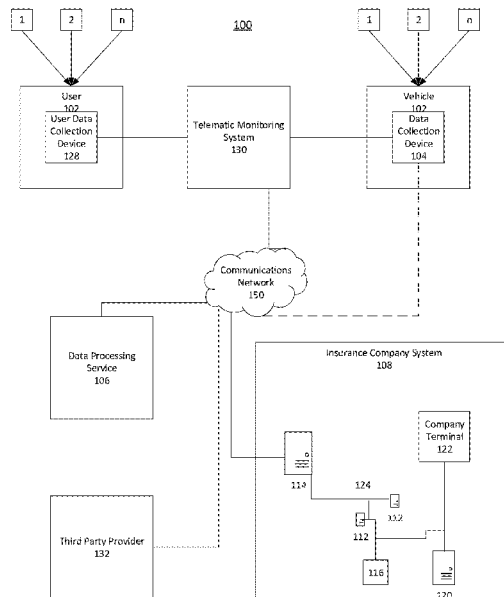 1
2
n
100
1
2
n
User
102
User Data
Collection
Device
128
Telematic Monitoring
System
130
Vehicle
102
Data
Collection
Device
104
Communications
Network
150
Data Processing
Service
106
Insurance Company System
108
Company
Terminal
122
124
112
116
120
Third Party Provider
132